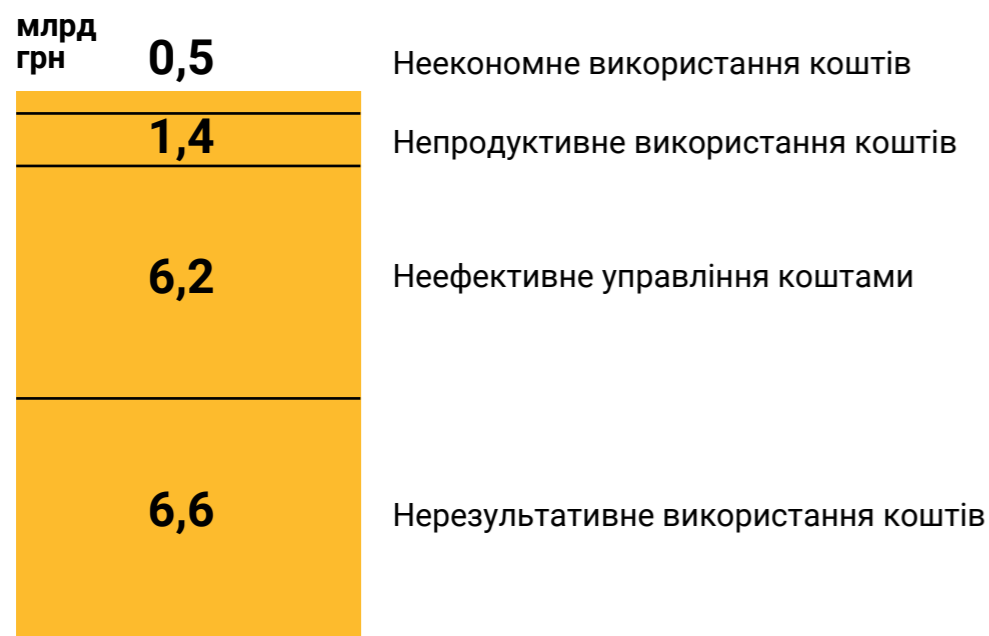 млрд
грн
0,5
Неекономне використання коштів
1,4
Непродуктивне використання коштів
6,2
Неефективне управління коштами
6,6
Нерезультативне використання коштів